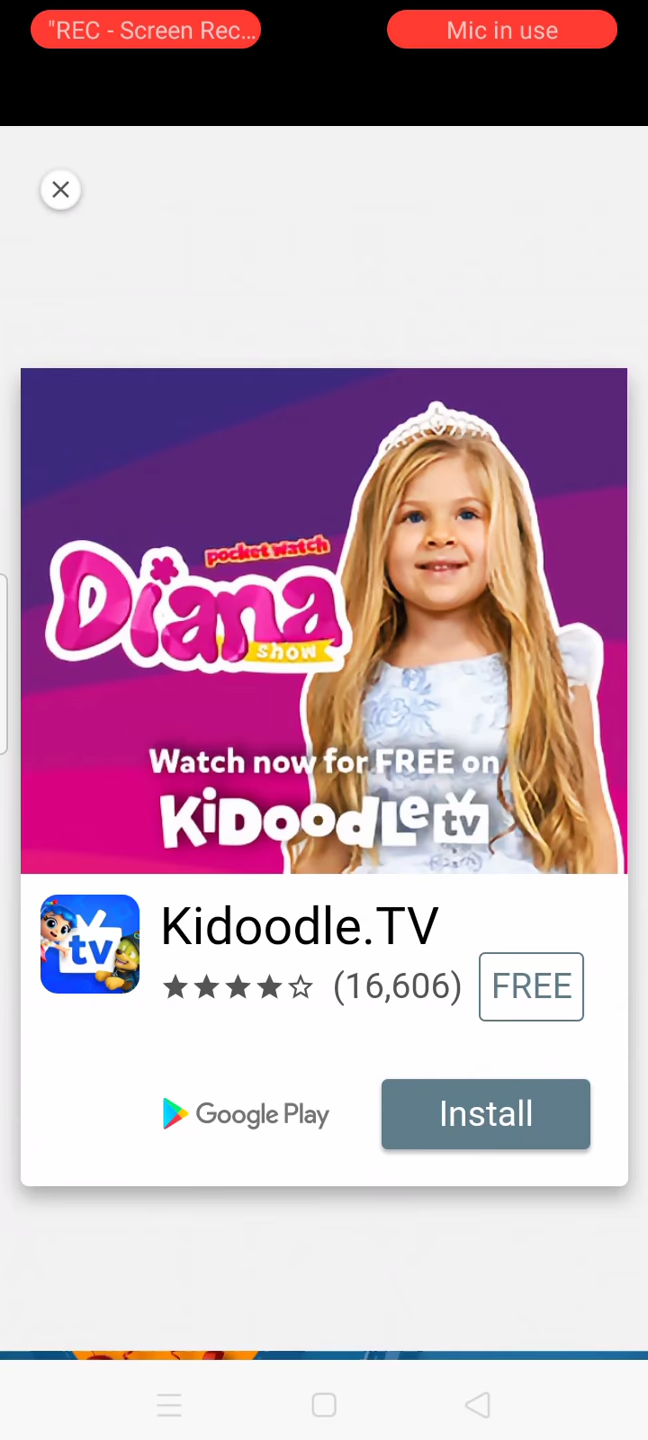 "REC - Screen Rec...
Mic in use
pocket watch
Diana
show
Watch now for FREE on
KiDoodLe tv
tv
Kidoodle.TV
(16,606)
FREE
Google Play
Install